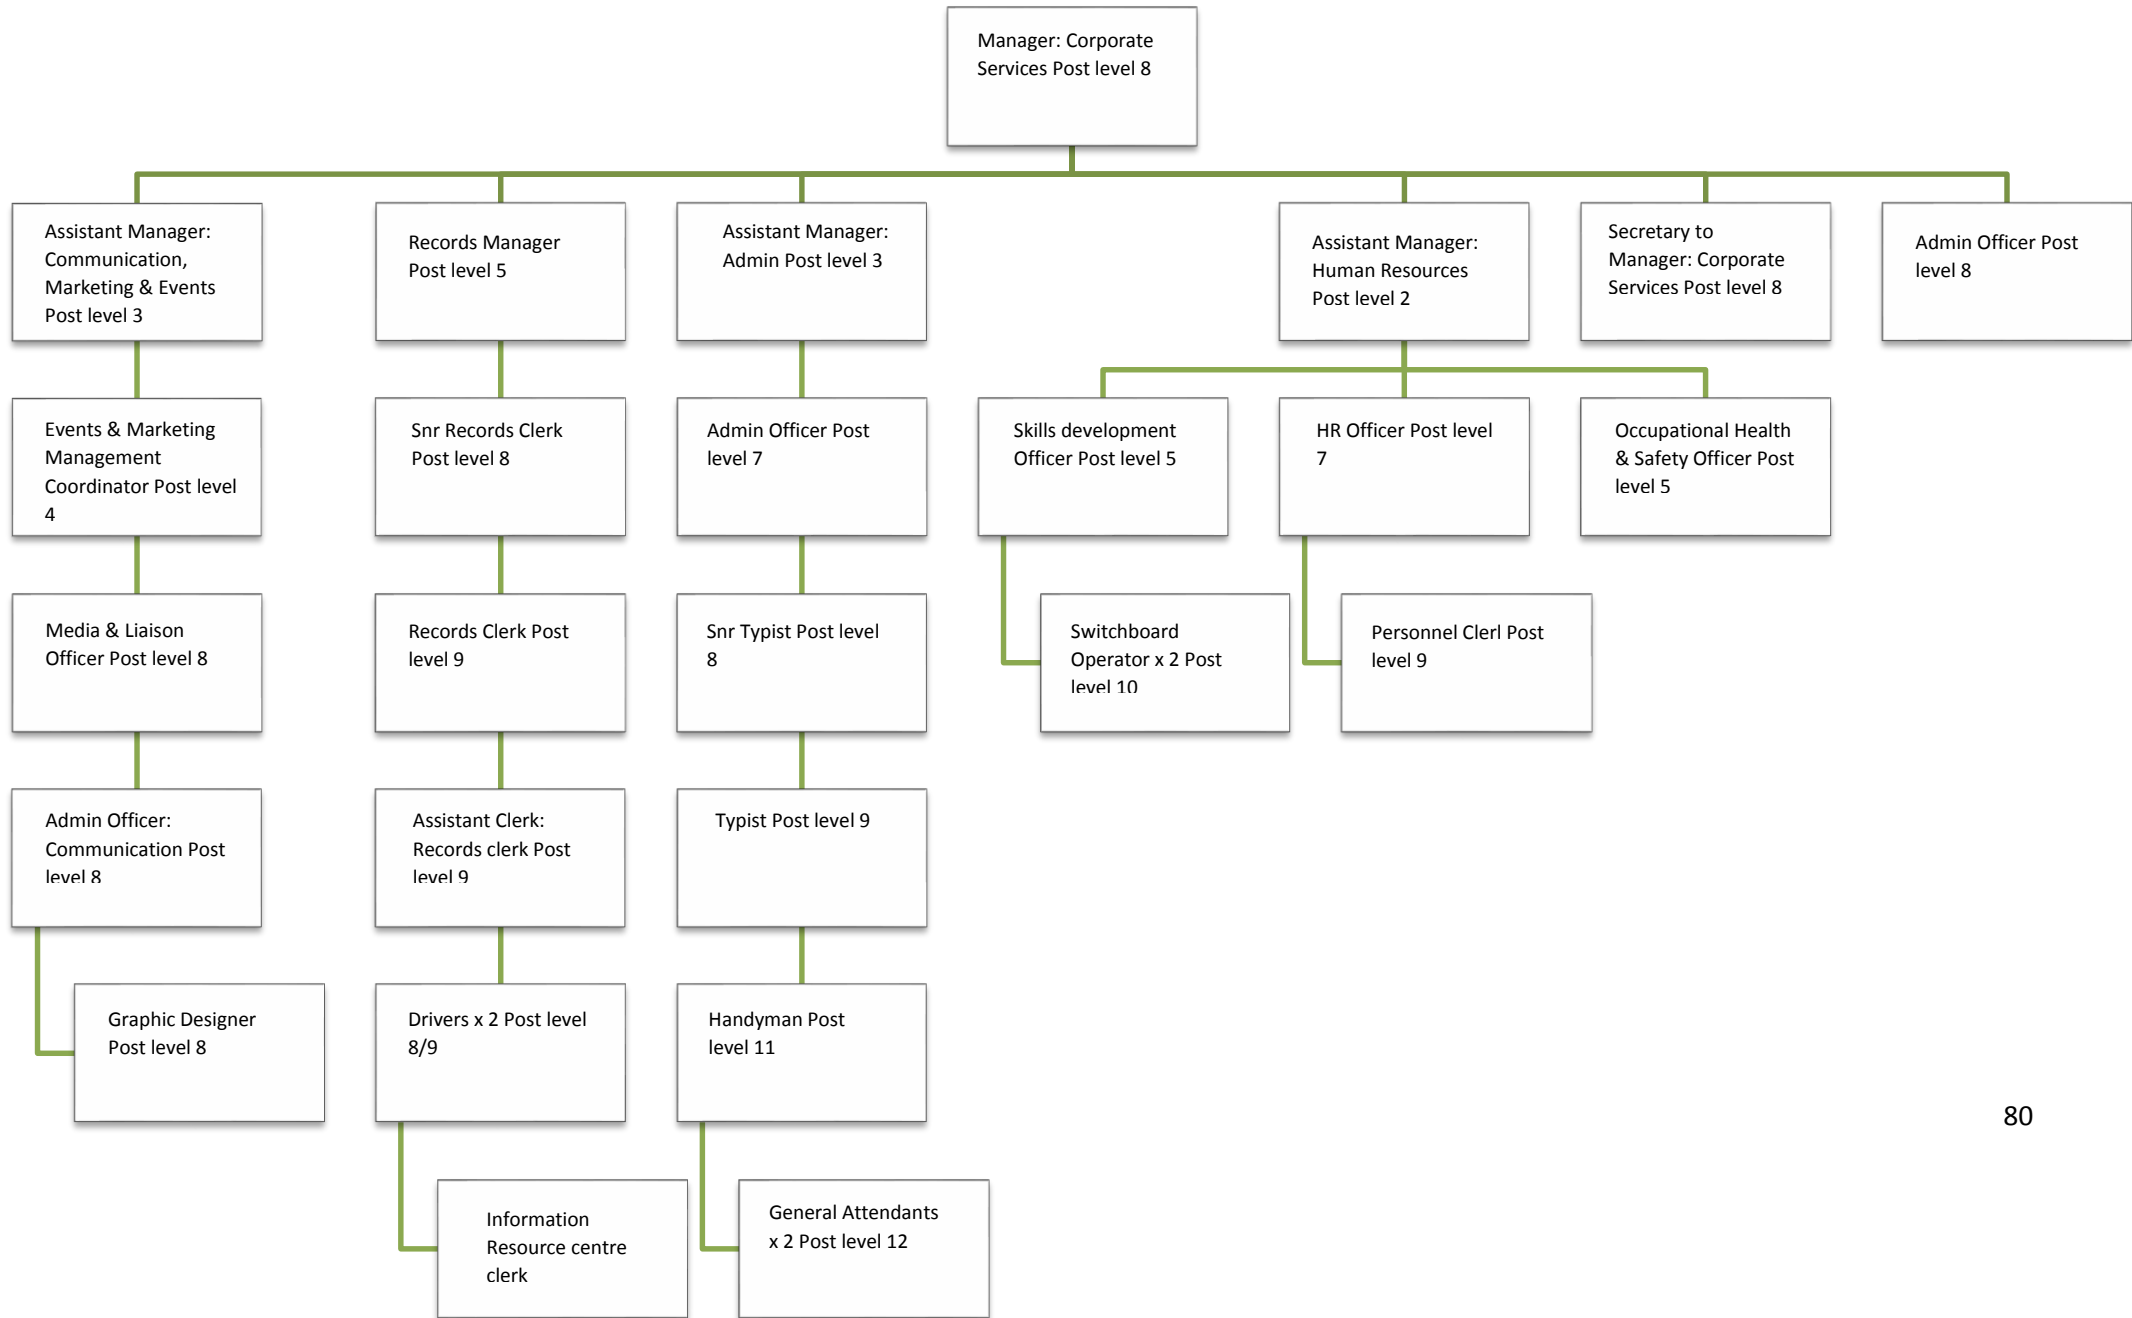 Manager: Corporate
Services Post level 8
Assistant Manager:
Communication,
Marketing & Events
Post level 3
Records Manager
Post level 5
Assistant Manager:
Admin Post level 3
Assistant Manager:
Human Resources
Post level 2
Secretary to
Manager: Corporate
Services Post level 8
Admin Officer Post
level 8
Events & Marketing
Management
Coordinator Post level
4
Snr Records Clerk
Post level 8
Admin Officer Post
level 7
Skills development
Officer Post level 5
HR Officer Post level
7
Occupational Health
& Safety Officer Post
level 5
Media & Liaison
Officer Post level 8
Records Clerk Post
level 9
Snr Typist Post level
8
Switchboard
Operator x 2 Post
level 10
Personnel Clerl Post
level 9
Admin Officer:
Communication Post
level 8
Assistant Clerk:
Records clerk Post
level 9
Typist Post level 9
Graphic Designer
Post level 8
Drivers x 2 Post level
8/9
Handyman Post
level 11
Information
Resource centre
clerk
General Attendants
x 2 Post level 12
80